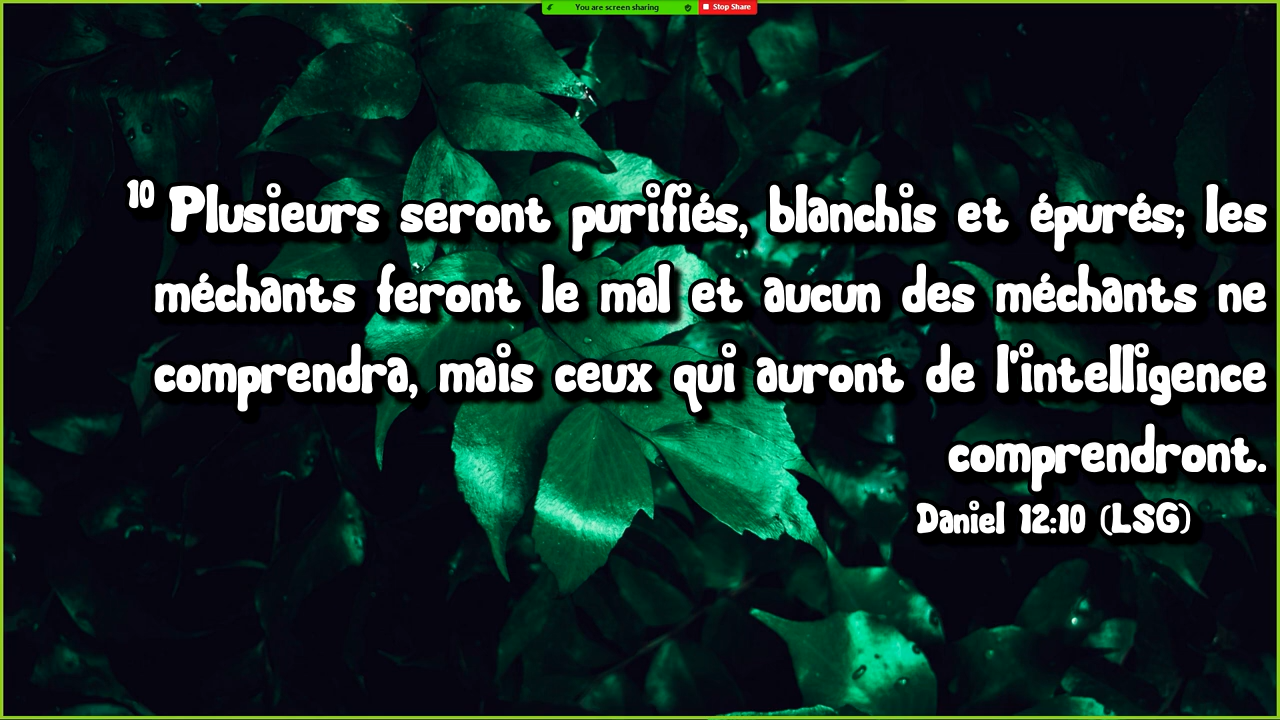 You are screen sharing Stop Share
10 Plusieurs seront purifiés, blanchis et épurés; les
méchants feront le mal et aucun des méchants ne
comprendra, mais ceux qui auront de l'intelligence
comprendront.
Daniel 12:10 (LSG)